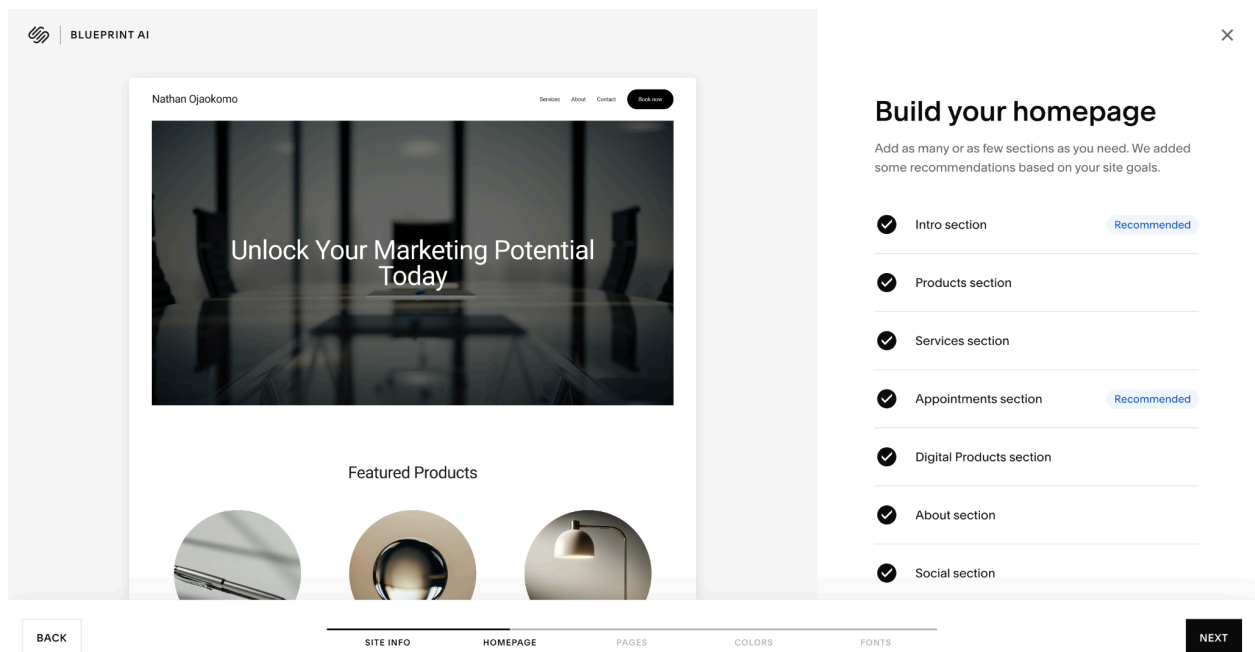 BLUEPRINT AI
Nathan Ojaokomo
Services About Contact Book now
Unlock Your Marketing Potential
Today
Featured Products
Build your homepage
Add as many or as few sections as you need. We added
some recommendations based on your site goals.
Intro section Recommended
Products section
Services section
Appointments section Recommended
Digital Products section
About section
Social section
BACK
SITE INFO HOMEPAGE PAGES COLORS FONTS
NEXT